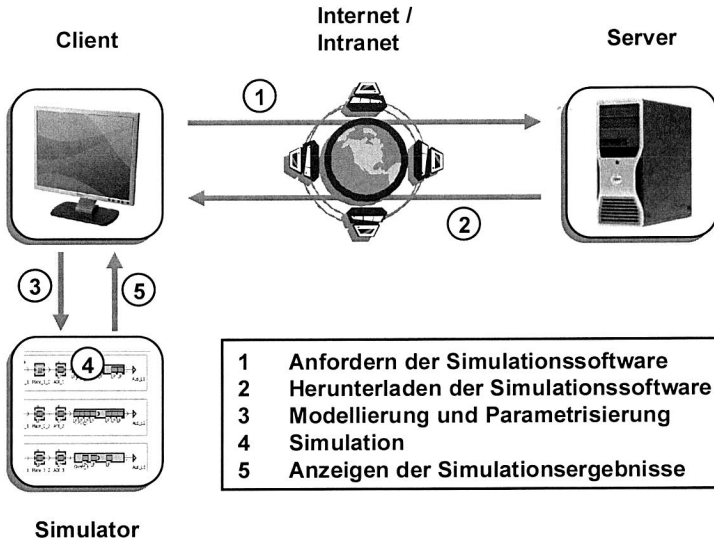 Client
Internet /
Intranet
Server
1
2
3
5
4
1 Anfordern der Simulationssoftware
2 Herunterladen der Simulationssoftware
3 Modellierung und Parametrisierung
4 Simulation
5 Anzeigen der Simulationsergebnisse
Simulator